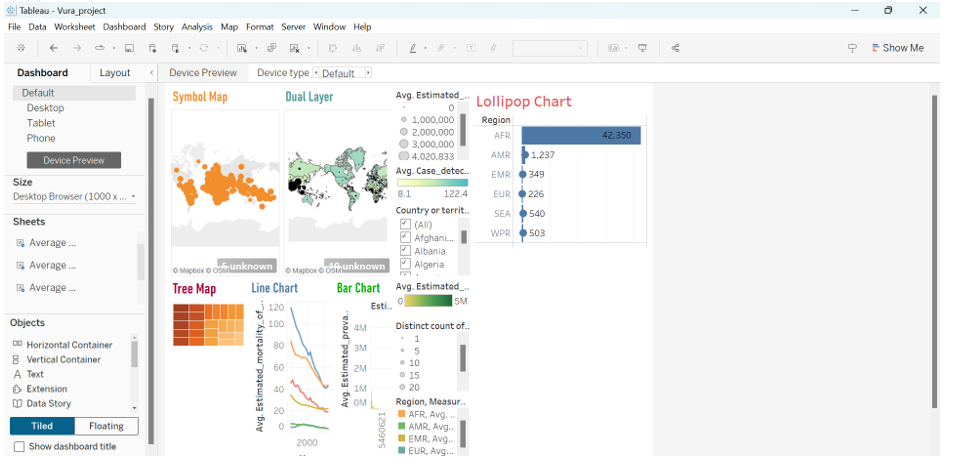 Tableau - Vura_project
File Data Worksheet Dashboard Story Analysis Map Format Server Window Help
Show Me
Dashboard Layout
Device Preview Device type Default
Default
Desktop
Tablet
Phone
Device Preview
Size
Desktop Browser (1000 x ...
Sheets
Average ...
Average ...
Average ...
Objects
Horizontal Container
Vertical Container
Text
Extension
Data Story
Tiled Floating
Show dashboard title
Symbol Map
© Mapbox © OSM
unknown
Dual Layer
© Mapbox © OSM
unknown
Avg. Estimated_..
0
1,000,000
2,000,000
3,000,000
4,020,833
Avg. Case_detec..
8.1 122.4
Country or territ..
(All)
Afghani...
Albania
Algeria
Avg. Estimated_..
0 5M
Distinct count of..
1
5
10
15
20
Region, Measur..
AFR, Avg. ..
AMR, Avg...
EMR, Avg...
EUR, Avg...
Lollipop Chart
Region
AFR 42,350
AMR 1,237
EMR 349
EUR 226
SEA 540
WPR 503
Tree Map
Line Chart
Avg. Estimated_mortality_of_..
120
100
80
60
40
20
0
2000
Bar Chart
Esti..
Avg. Estimated_preva..
4M
3M
2M
1M
0M
5460621